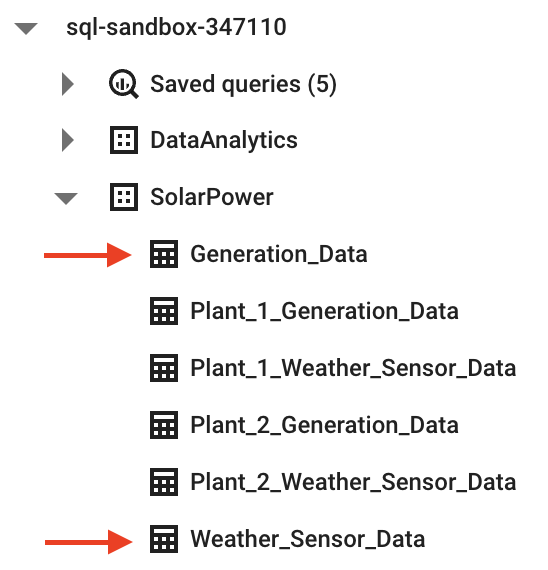 sql-sandbox-347110
Saved queries (5)
DataAnalytics
SolarPower
Generation_Data
Plant_1_Generation_Data
Plant_1_Weather_Sensor_Data
Plant_2_Generation_Data
Plant_2_Weather_Sensor_Data
Weather_Sensor_Data